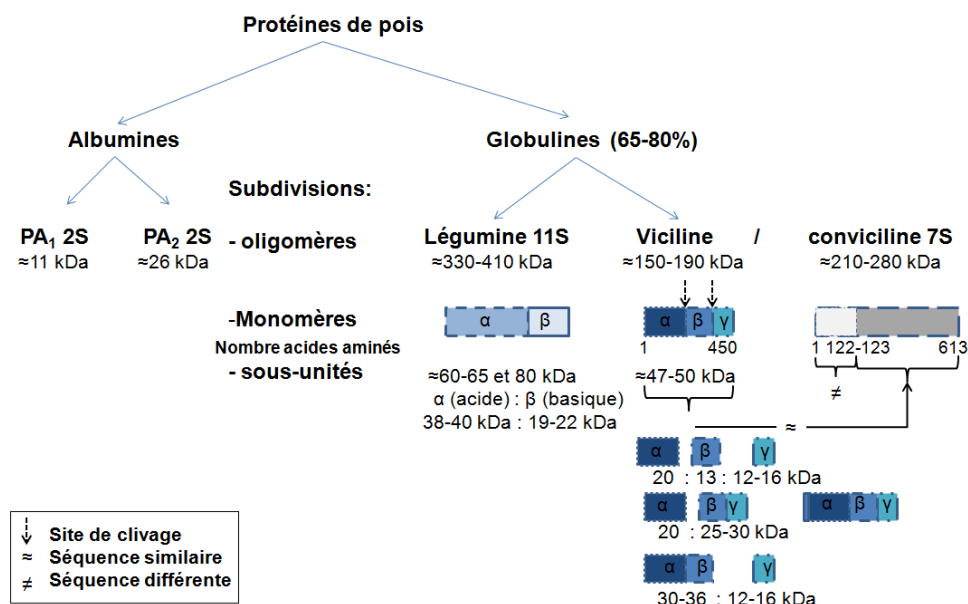 Protéines de pois
Albumines
Globulines (65-80%)
Subdivisions:
PA₁ 2S
PA₂ 2S
- oligomères
Légumine 11S
Viciline / conviciline 7S
≈11 kDa
≈26 kDa
≈330-410 kDa
≈150-190 kDa
≈210-280 kDa
-Monomères
α β
α β γ
Nombre acides aminés
1 450
1 122-123 613
- sous-unités
≈60-65 et 80 kDa
≈47-50 kDa
≠
α (acide) : β (basique)
38-40 kDa : 19-22 kDa
≈
α β γ
20 : 13 : 12-16 kDa
α β γ
α β γ
20 : 25-30 kDa
α β γ
30-36 : 12-16 kDa
Site de clivage
≈ Séquence similaire
≠ Séquence différente